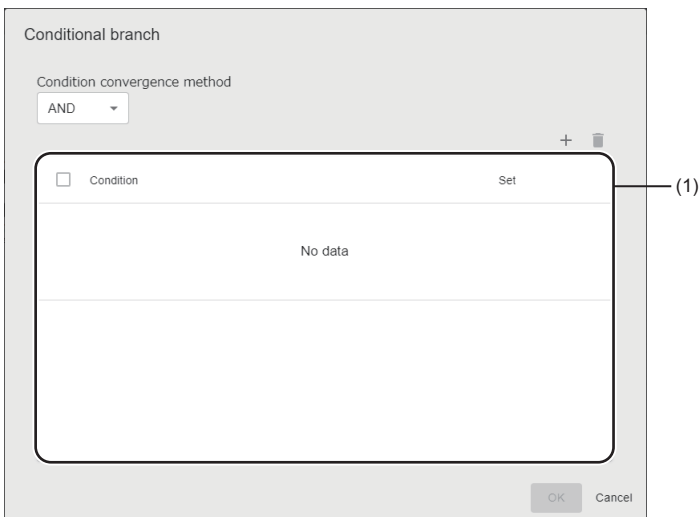 Conditional branch
Condition convergence method
AND
Condition Set
(1)
No data
OK Cancel